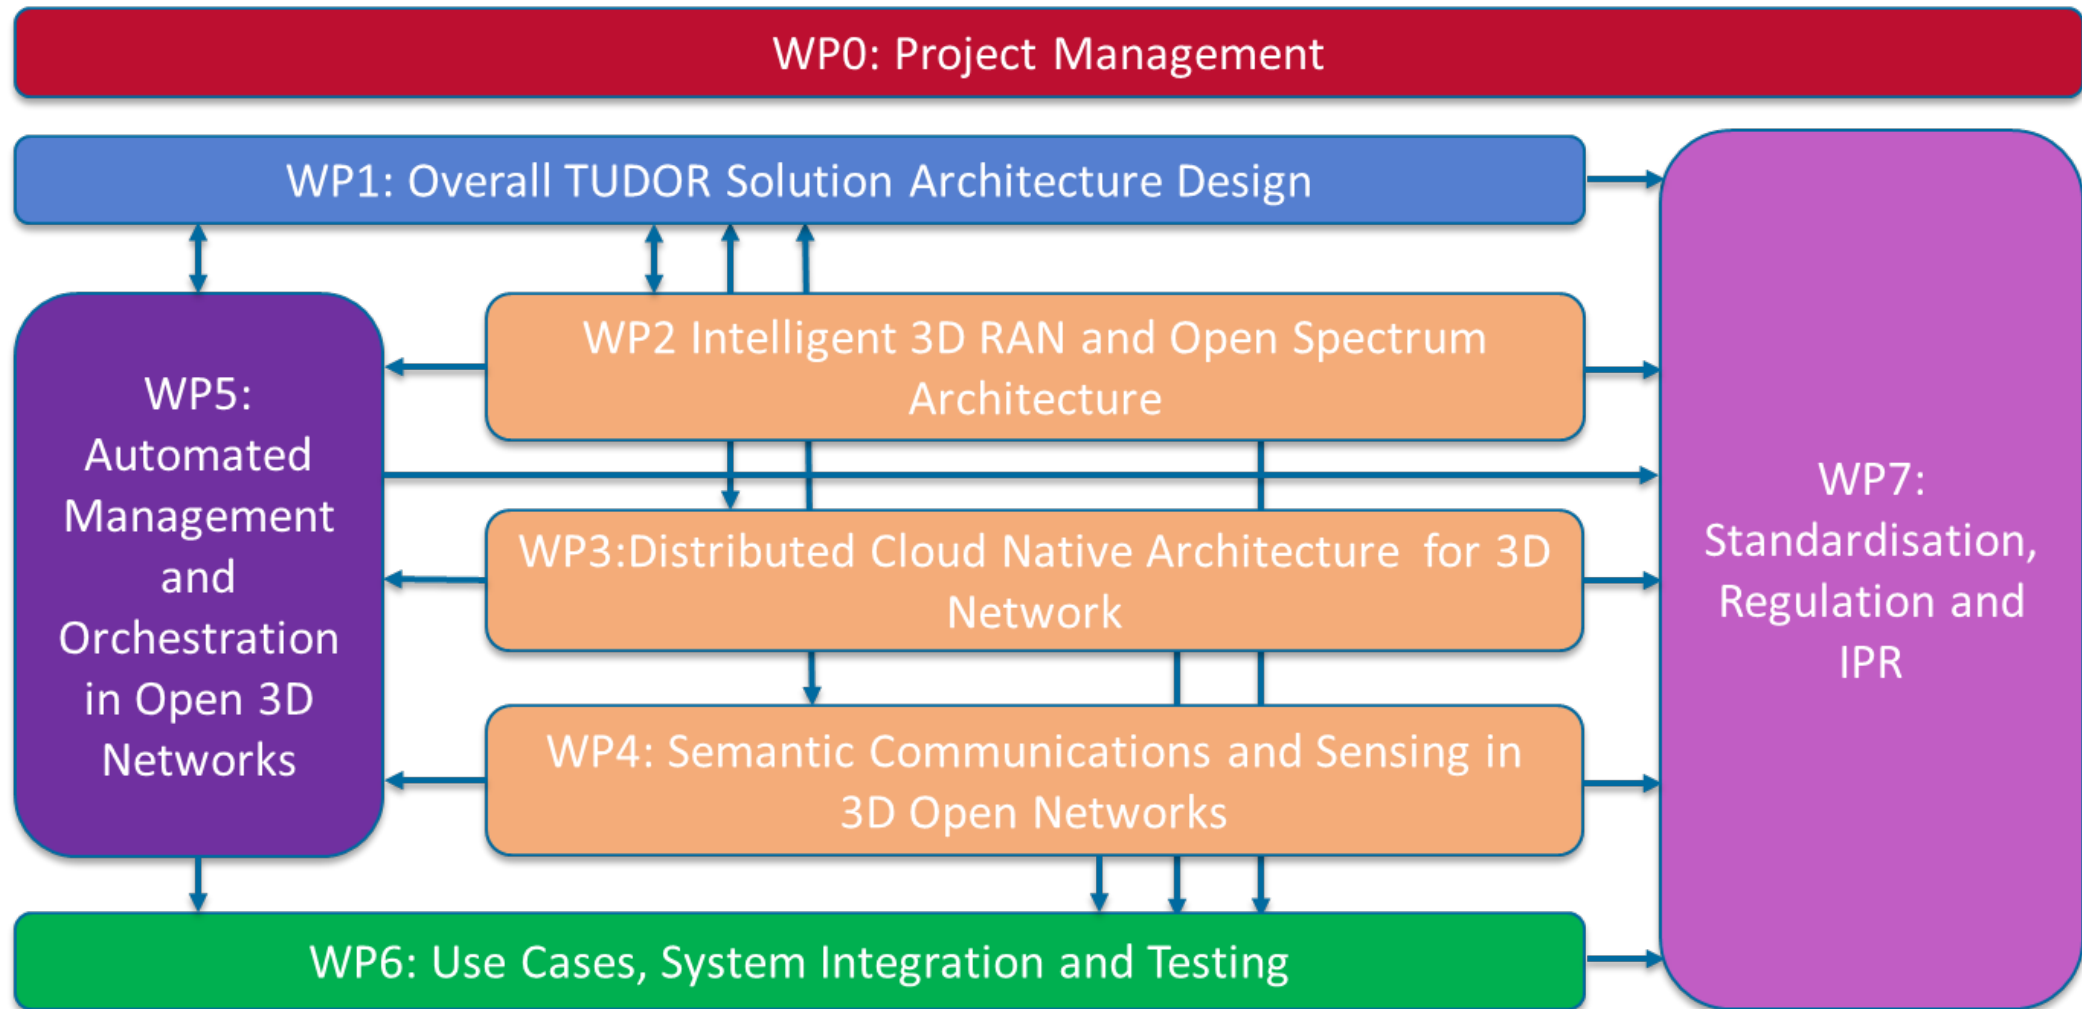 WP0: Project Management
WP1: Overall TUDOR Solution Architecture Design
WP2 Intelligent 3D RAN and Open Spectrum
Architecture
WP5:
Automated
Management
and
Orchestration
in Open 3D
Networks
WP3:Distributed Cloud Native Architecture for 3D
Network
WP4: Semantic Communications and Sensing in
3D Open Networks
WP7:
Standardisation,
Regulation and
IPR
WP6: Use Cases, System Integration and Testing